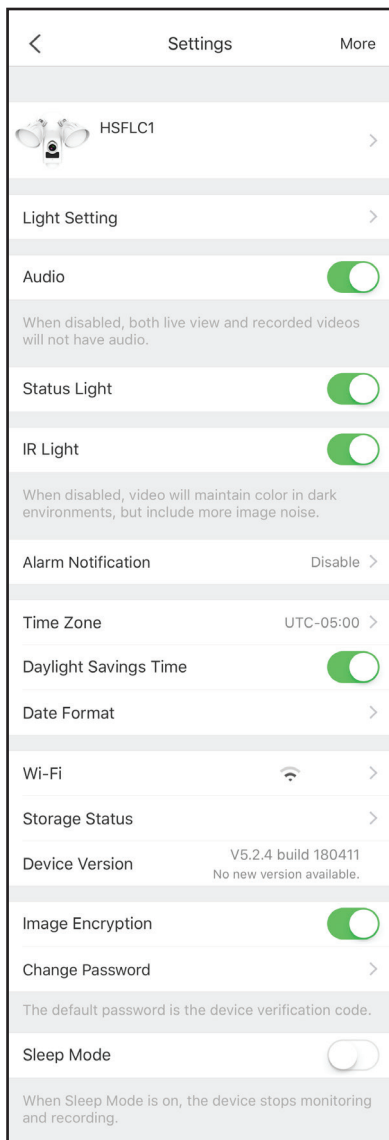 Settings More
HSFLC1
Light Setting
Audio
When disabled, both live view and recorded videos
will not have audio.
Status Light
IR Light
When disabled, video will maintain color in dark
environments, but include more image noise.
Alarm Notification Disable
Time Zone UTC-05:00
Daylight Savings Time
Date Format
Wi-Fi
Storage Status
Device Version V5.2.4 build 180411
No new version available.
Image Encryption
Change Password
The default password is the device verification code.
Sleep Mode
When Sleep Mode is on, the device stops monitoring
and recording.